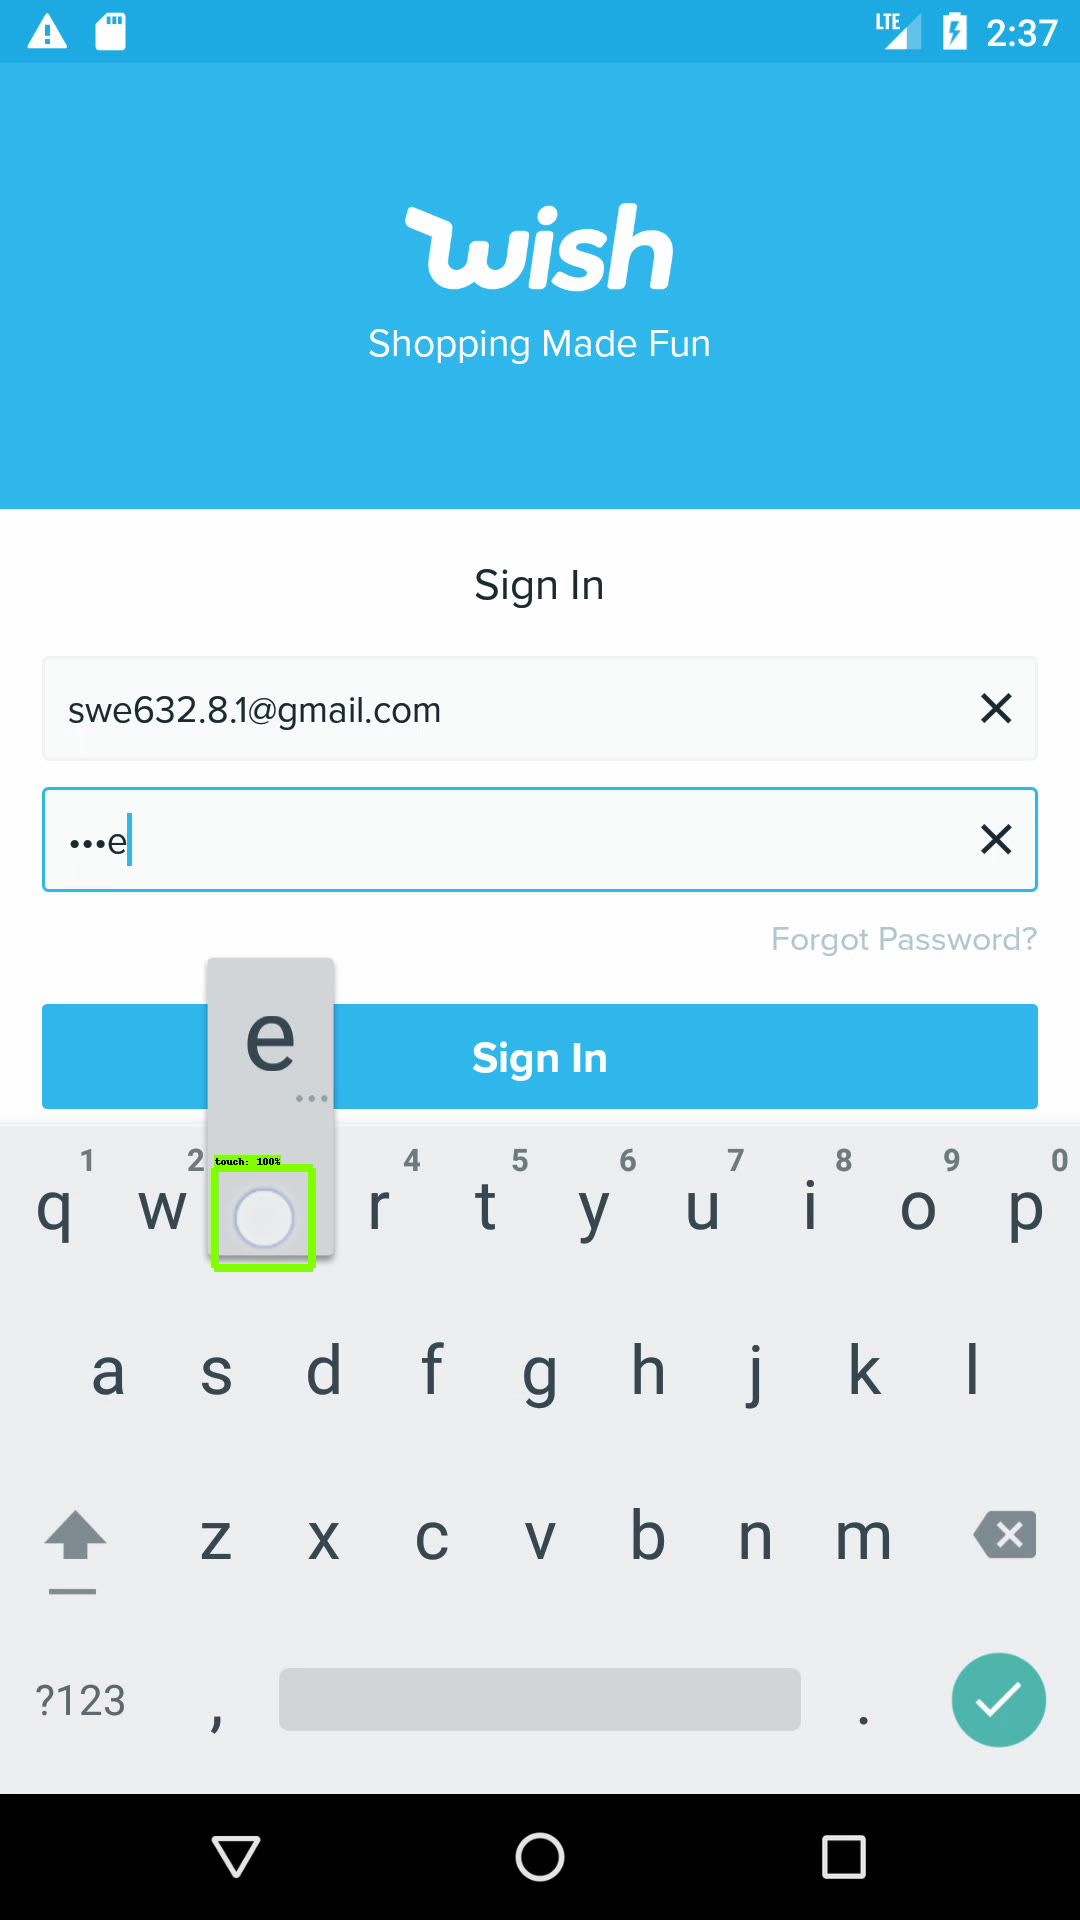 LTE 2:37
wish
Shopping Made Fun
Sign In
swe632.8.1@gmail.com
•••e
Forgot Password?
e
Sign In
...
touch: 100%
1 2 4 5 6 7 8 9 0
q w r t y u i o p
a s d f g h j k l
z x c v b n m
?123 , .